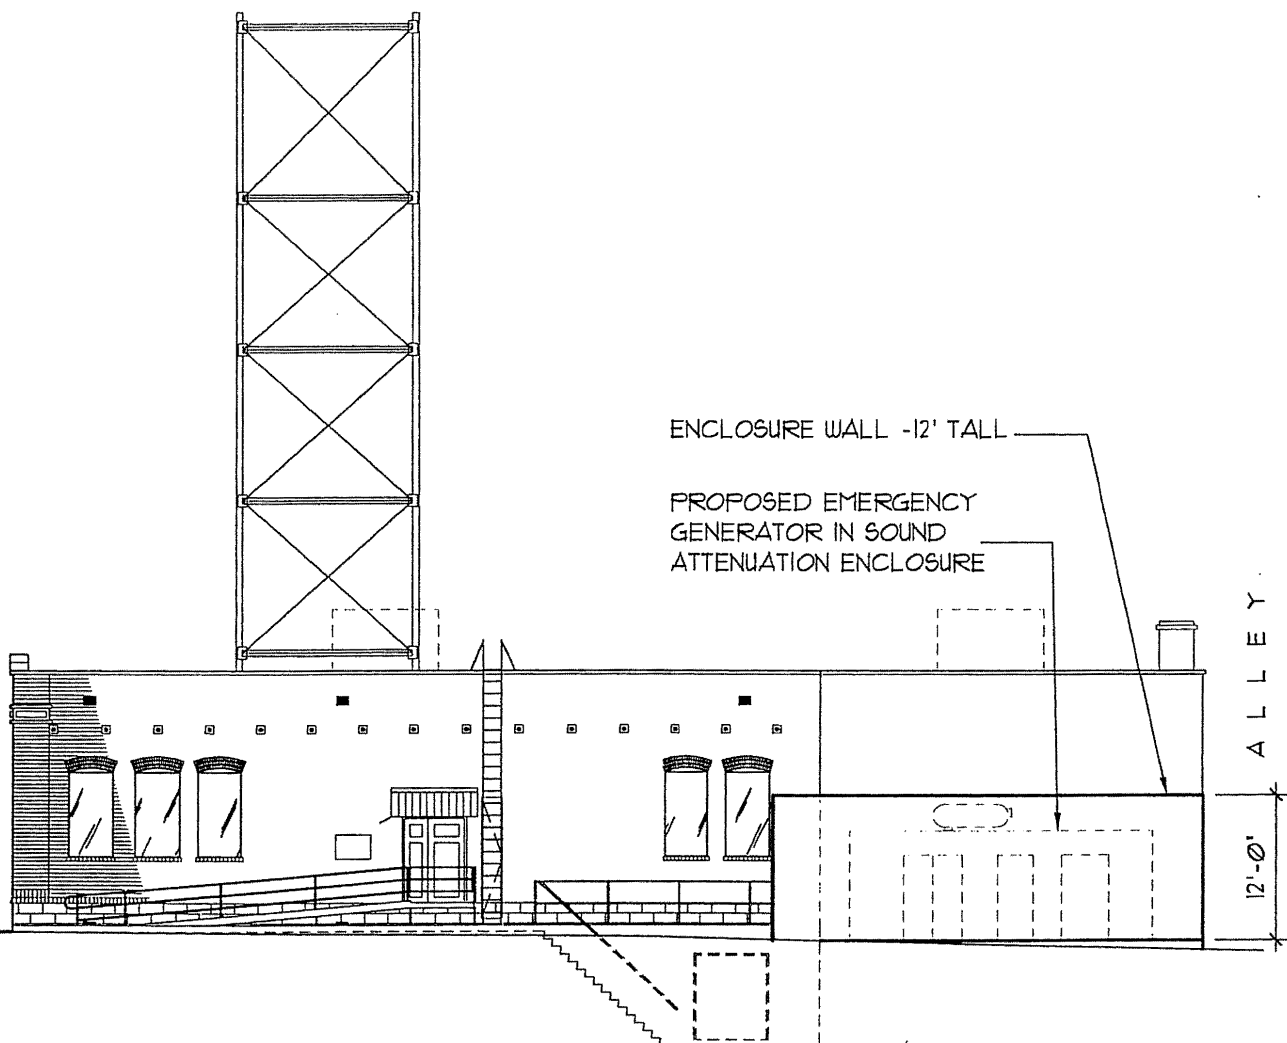 ENCLOSURE WALL -12' TALL
PROPOSED EMERGENCY
GENERATOR IN SOUND
ATTENUATION ENCLOSURE
ALLEY
12'-0"